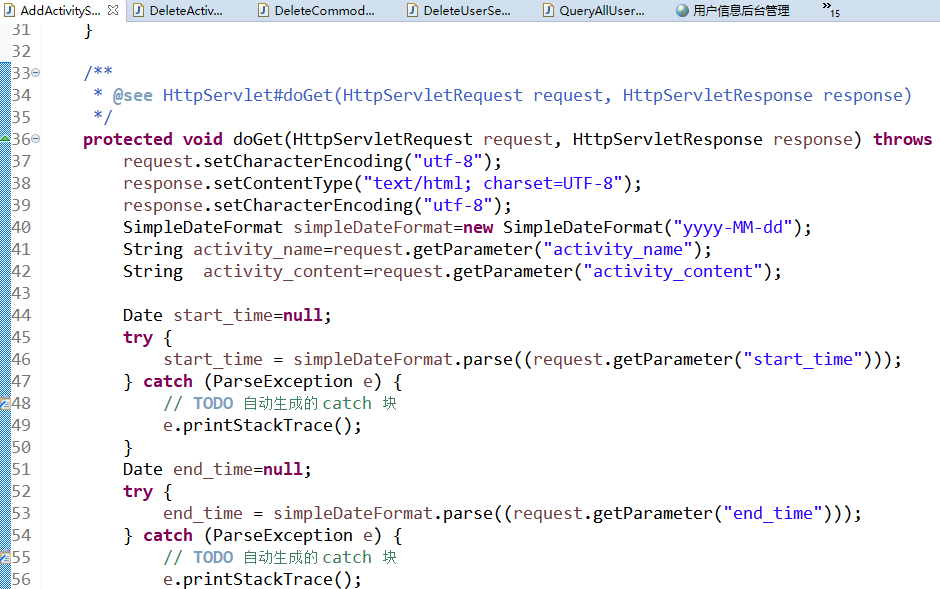 AddActivityS... DeleteActiv... DeleteCommod... DeleteUserSe... QueryAllUser... 用户信息后台管理 »15
31 }
32
33 /**
34 * @see HttpServlet#doGet(HttpServletRequest request, HttpServletResponse response)
35 */
36 protected void doGet(HttpServletRequest request, HttpServletResponse response) throws
37 request.setCharacterEncoding("utf-8");
38 response.setContentType("text/html; charset=UTF-8");
39 response.setCharacterEncoding("utf-8");
40 SimpleDateFormat simpleDateFormat=new SimpleDateFormat("yyyy-MM-dd");
41 String activity_name=request.getParameter("activity_name");
42 String  activity_content=request.getParameter("activity_content");
43
44 Date start_time=null;
45 try {
46 start_time = simpleDateFormat.parse((request.getParameter("start_time")));
47 } catch (ParseException e) {
48 // TODO 自动生成的 catch 块
49 e.printStackTrace();
50 }
51 Date end_time=null;
52 try {
53 end_time = simpleDateFormat.parse((request.getParameter("end_time")));
54 } catch (ParseException e) {
55 // TODO 自动生成的 catch 块
56 e.printStackTrace();